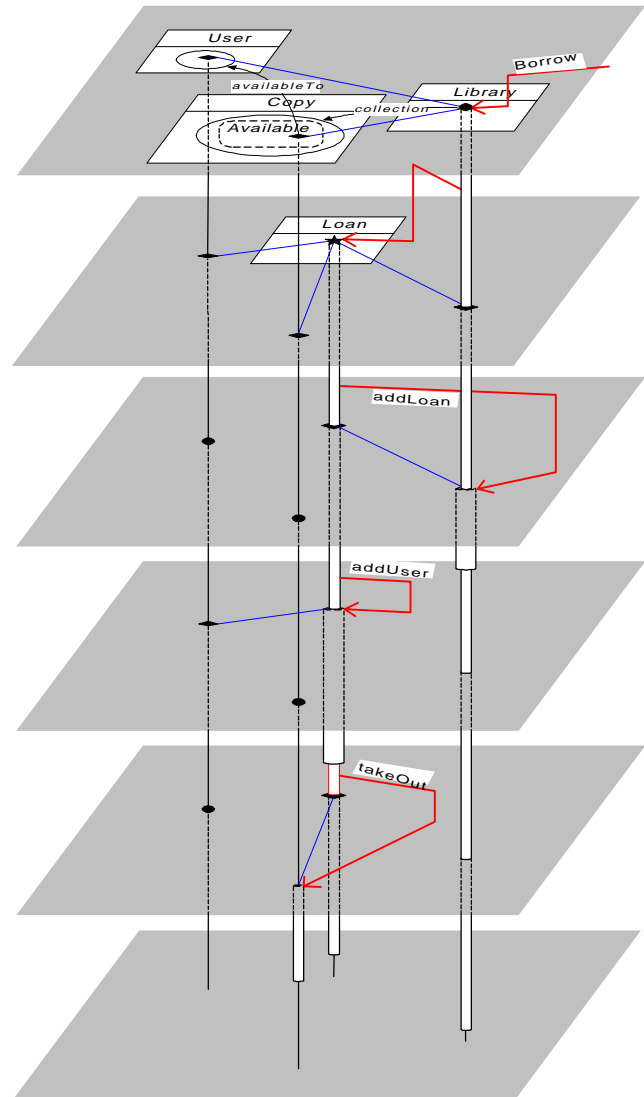 User
Borrow
availableTo
Library
Copy
collection
Available
Loan
addLoan
addUser
takeOut